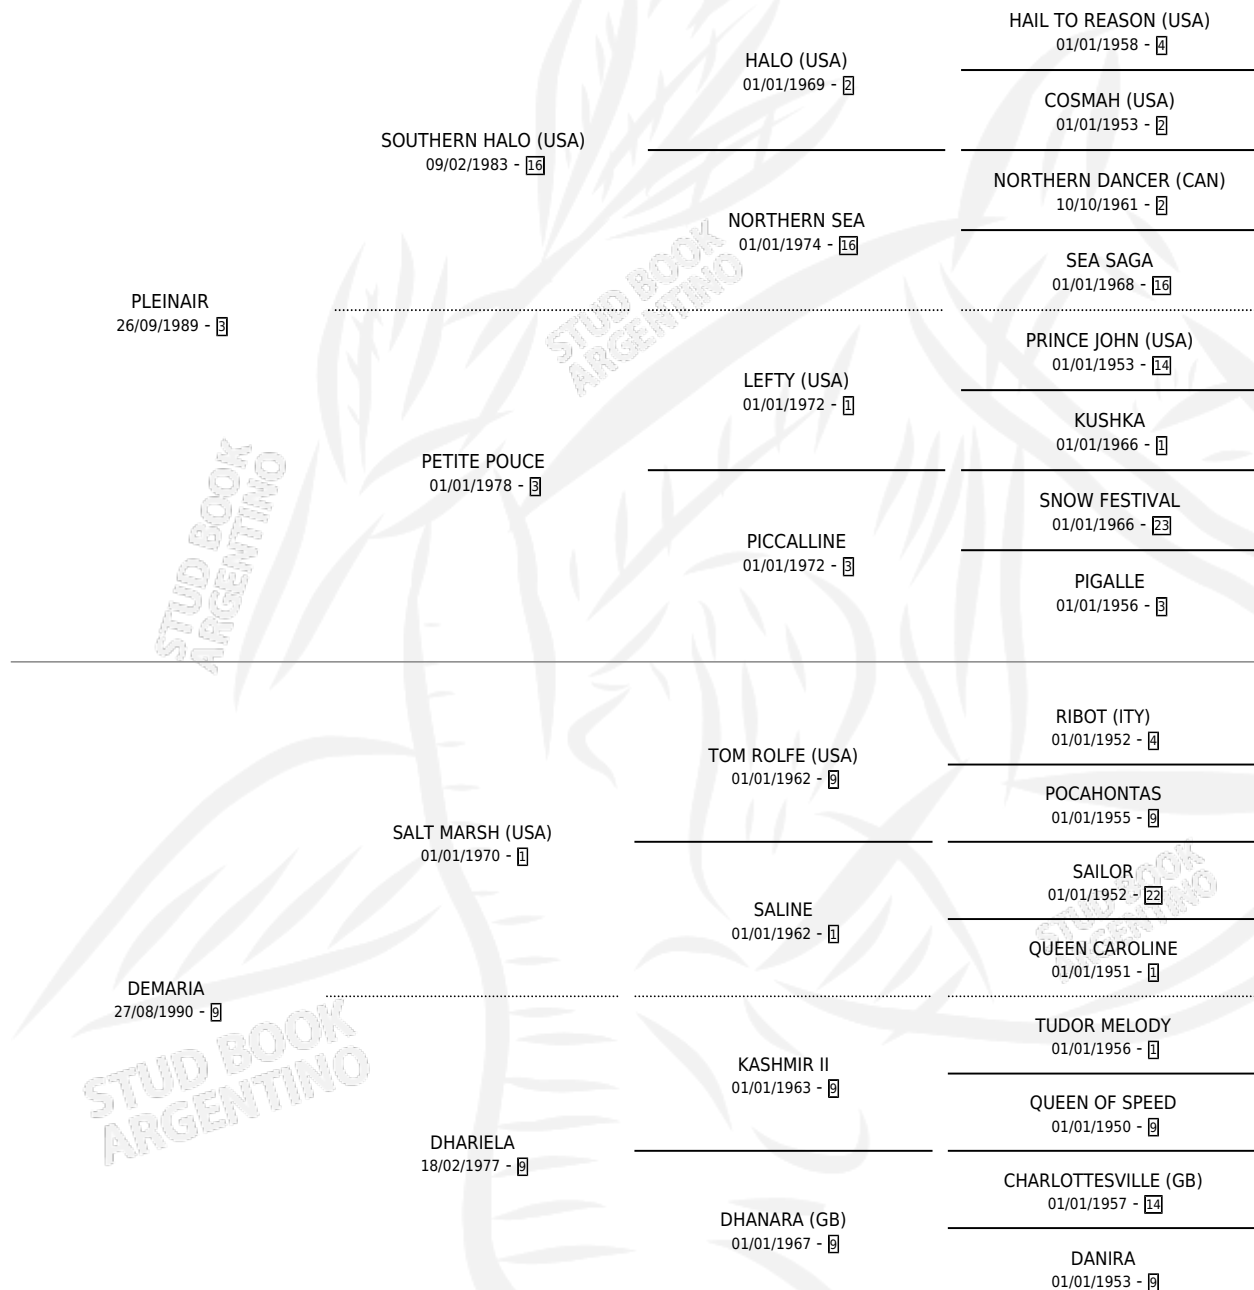 HAIL TO REASON (USA)
01/01/1958 - 4
HALO (USA)
01/01/1969 - 2
COSMAH (USA)
01/01/1953 - 2
SOUTHERN HALO (USA)
09/02/1983 - 16
NORTHERN DANCER (CAN)
10/10/1961 - 2
NORTHERN SEA
01/01/1974 - 16
SEA SAGA
01/01/1968 - 16
PLEINAIR
26/09/1989 - 3
STUD BOOK
ARGENTINO
PRINCE JOHN (USA)
01/01/1953 - 14
LEFTY (USA)
01/01/1972 - 1
KUSHKA
01/01/1966 - 1
PETITE POUCE
01/01/1978 - 3
SNOW FESTIVAL
01/01/1966 - 23
PICCALLINE
01/01/1972 - 3
PIGALLE
01/01/1956 - 3
STUD BOOK
ARGENTINO
RIBOT (ITY)
01/01/1952 - 4
TOM ROLFE (USA)
01/01/1962 - 9
POCAHONTAS
01/01/1955 - 9
SALT MARSH (USA)
01/01/1970 - 1
SAILOR
01/01/1952 - 22
SALINE
01/01/1962 - 1
STUD BOOK
ARGENTINO
QUEEN CAROLINE
01/01/1951 - 1
DEMARIA
27/08/1990 - 9
STUD BOOK
ARGENTINO
TUDOR MELODY
01/01/1956 - 1
KASHMIR II
01/01/1963 - 9
QUEEN OF SPEED
01/01/1950 - 9
DHARIELA
18/02/1977 - 9
CHARLOTTESVILLE (GB)
01/01/1957 - 14
DHANARA (GB)
01/01/1967 - 9
DANIRA
01/01/1953 - 9